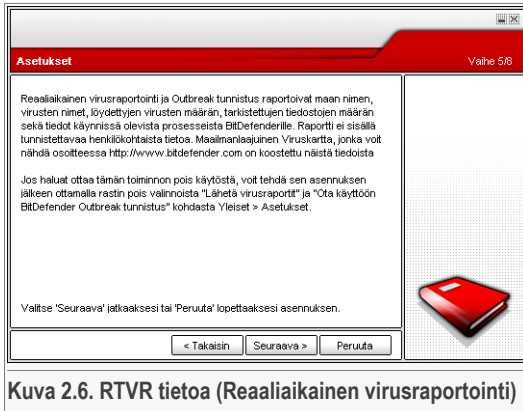 Asetukset
Vaihe 5/8
Reaaliaikainen virusraportointi ja Outbreak tunnistus raportoivat maan nimen,
virusten nimet, löydettyjen virusten määrän, tarkistettujen tiedostojen määrän
sekä tiedot käynnissä olevista prosesseista BitDefenderille. Raportti ei sisällä
tunnistettavaa henkilökohtaista tietoa. Maailmanlaajuinen Viruskartta, jonka voit
nähdä osoitteessa http://www.bitdefender.com on koostettu näistä tiedoista
Jos haluat ottaa tämän toiminnon pois käytöstä, voit tehdä sen asennuksen
jälkeen ottamalla rastin pois valinnoista "Lähetä virusraportit" ja "Ota käyttöön
BitDefender Outbreak tunnistus" kohdasta Yleiset > Asetukset.
Valitse 'Seuraava' jatkaaksesi tai 'Peruuta' lopettaaksesi asennuksen.
« Takaisin
Seuraava >
Peruuta
Kuva 2.6. RTVR tietoa (Reaaliaikainen virusraportointi)